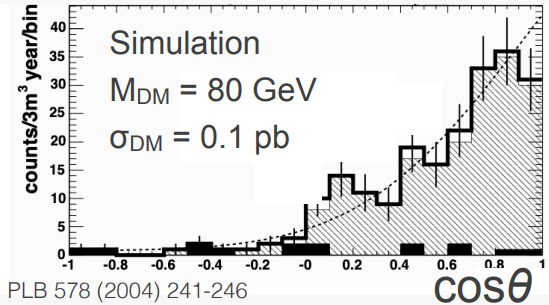 counts/3m³ year/bin
40
35
30
25
20
15
10
5
0
Simulation
M_DM = 80 GeV
σ_DM = 0.1 pb
-1 -0.8 -0.6 -0.4 -0.2 -0 0.2 0.4 0.6 0.8 1
PLB 578 (2004) 241-246
cosθ